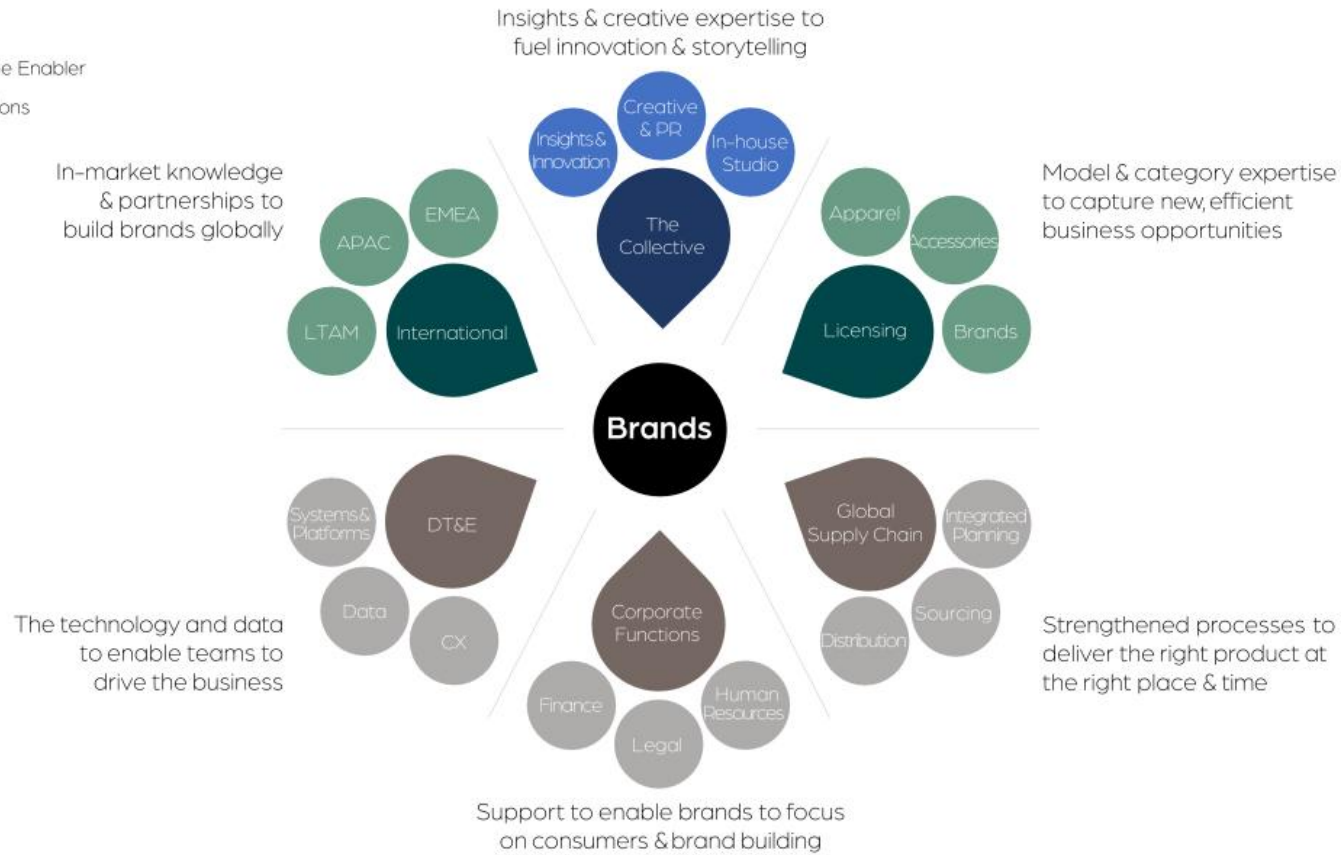 Insights & creative expertise to
fuel innovation & storytelling
e Enabler
ons
Creative
& PR
Insights &
Innovation
In-house
Studio
The
Collective
In-market knowledge
& partnerships to
build brands globally
EMEA
APAC
LTAM
International
Model & category expertise
to capture new, efficient
business opportunities
Apparel
Accessories
Brands
Licensing
Brands
Systems &
Platforms
DT&E
Data
CX
The technology and data
to enable teams to
drive the business
Global
Supply Chain
Integrated
Planning
Sourcing
Distribution
Strengthened processes to
deliver the right product at
the right place & time
Corporate
Functions
Finance
Legal
Human
Resources
Support to enable brands to focus
on consumers & brand building